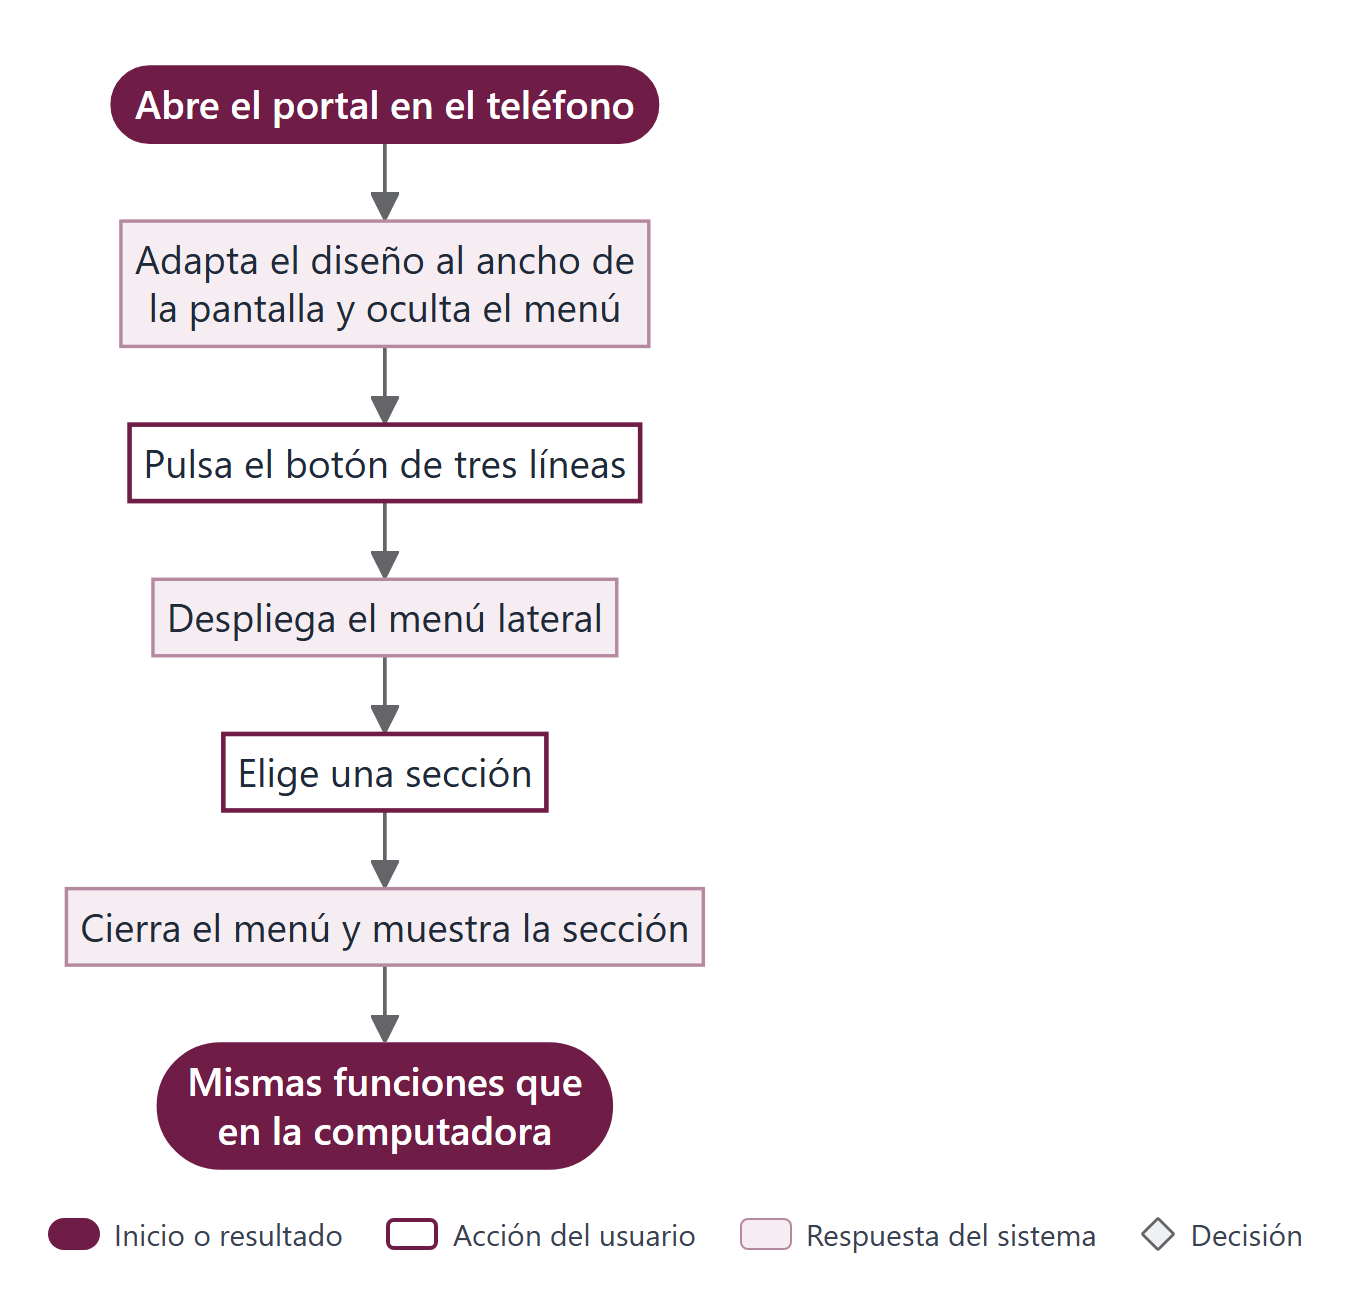 Abre el portal en el teléfono
Adapta el diseño al ancho de
la pantalla y oculta el menú
Pulsa el botón de tres líneas
Despliega el menú lateral
Elige una sección
Cierra el menú y muestra la sección
Mismas funciones que
en la computadora
Inicio o resultado
Acción del usuario
Respuesta del sistema
Decisión